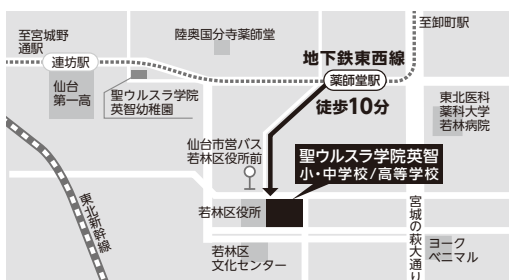 至宮城野
通駅
連坊駅
陸奥国分寺薬師堂
至卸町駅
地下鉄東西線
薬師堂駅
徒歩10分
仙台
第一高
聖ウルスラ学院
英智幼稚園
東北医科
薬科大学
若林病院
仙台市営バス
若林区役所前
聖ウルスラ学院英智
小・中学校/高等学校
東北新幹線
若林区役所
宮城の萩大通り
若林区
文化センター
ヨーク
ベニマル